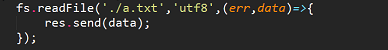 fs.readFile('./a.txt','utf8',(err,data)=>{
    res.send(data);
});